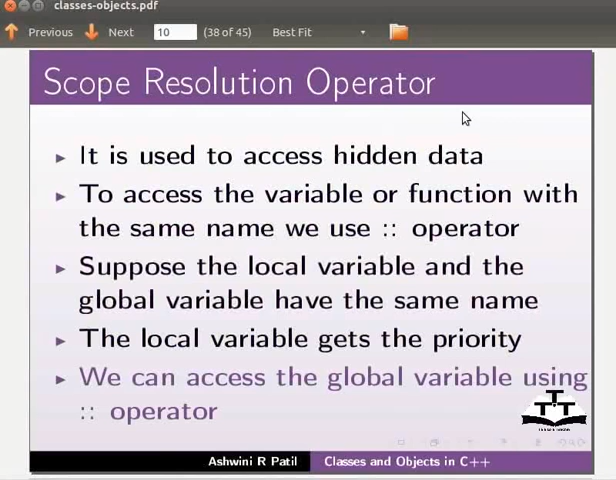 classes-objects.pdf
Previous Next 10 (38 of 45) Best Fit
Scope Resolution Operator
It is used to access hidden data
To access the variable or function with
the same name we use :: operator
Suppose the local variable and the
global variable have the same name
The local variable gets the priority
We can access the global variable using
:: operator
Ashwini R Patil Classes and Objects in C++